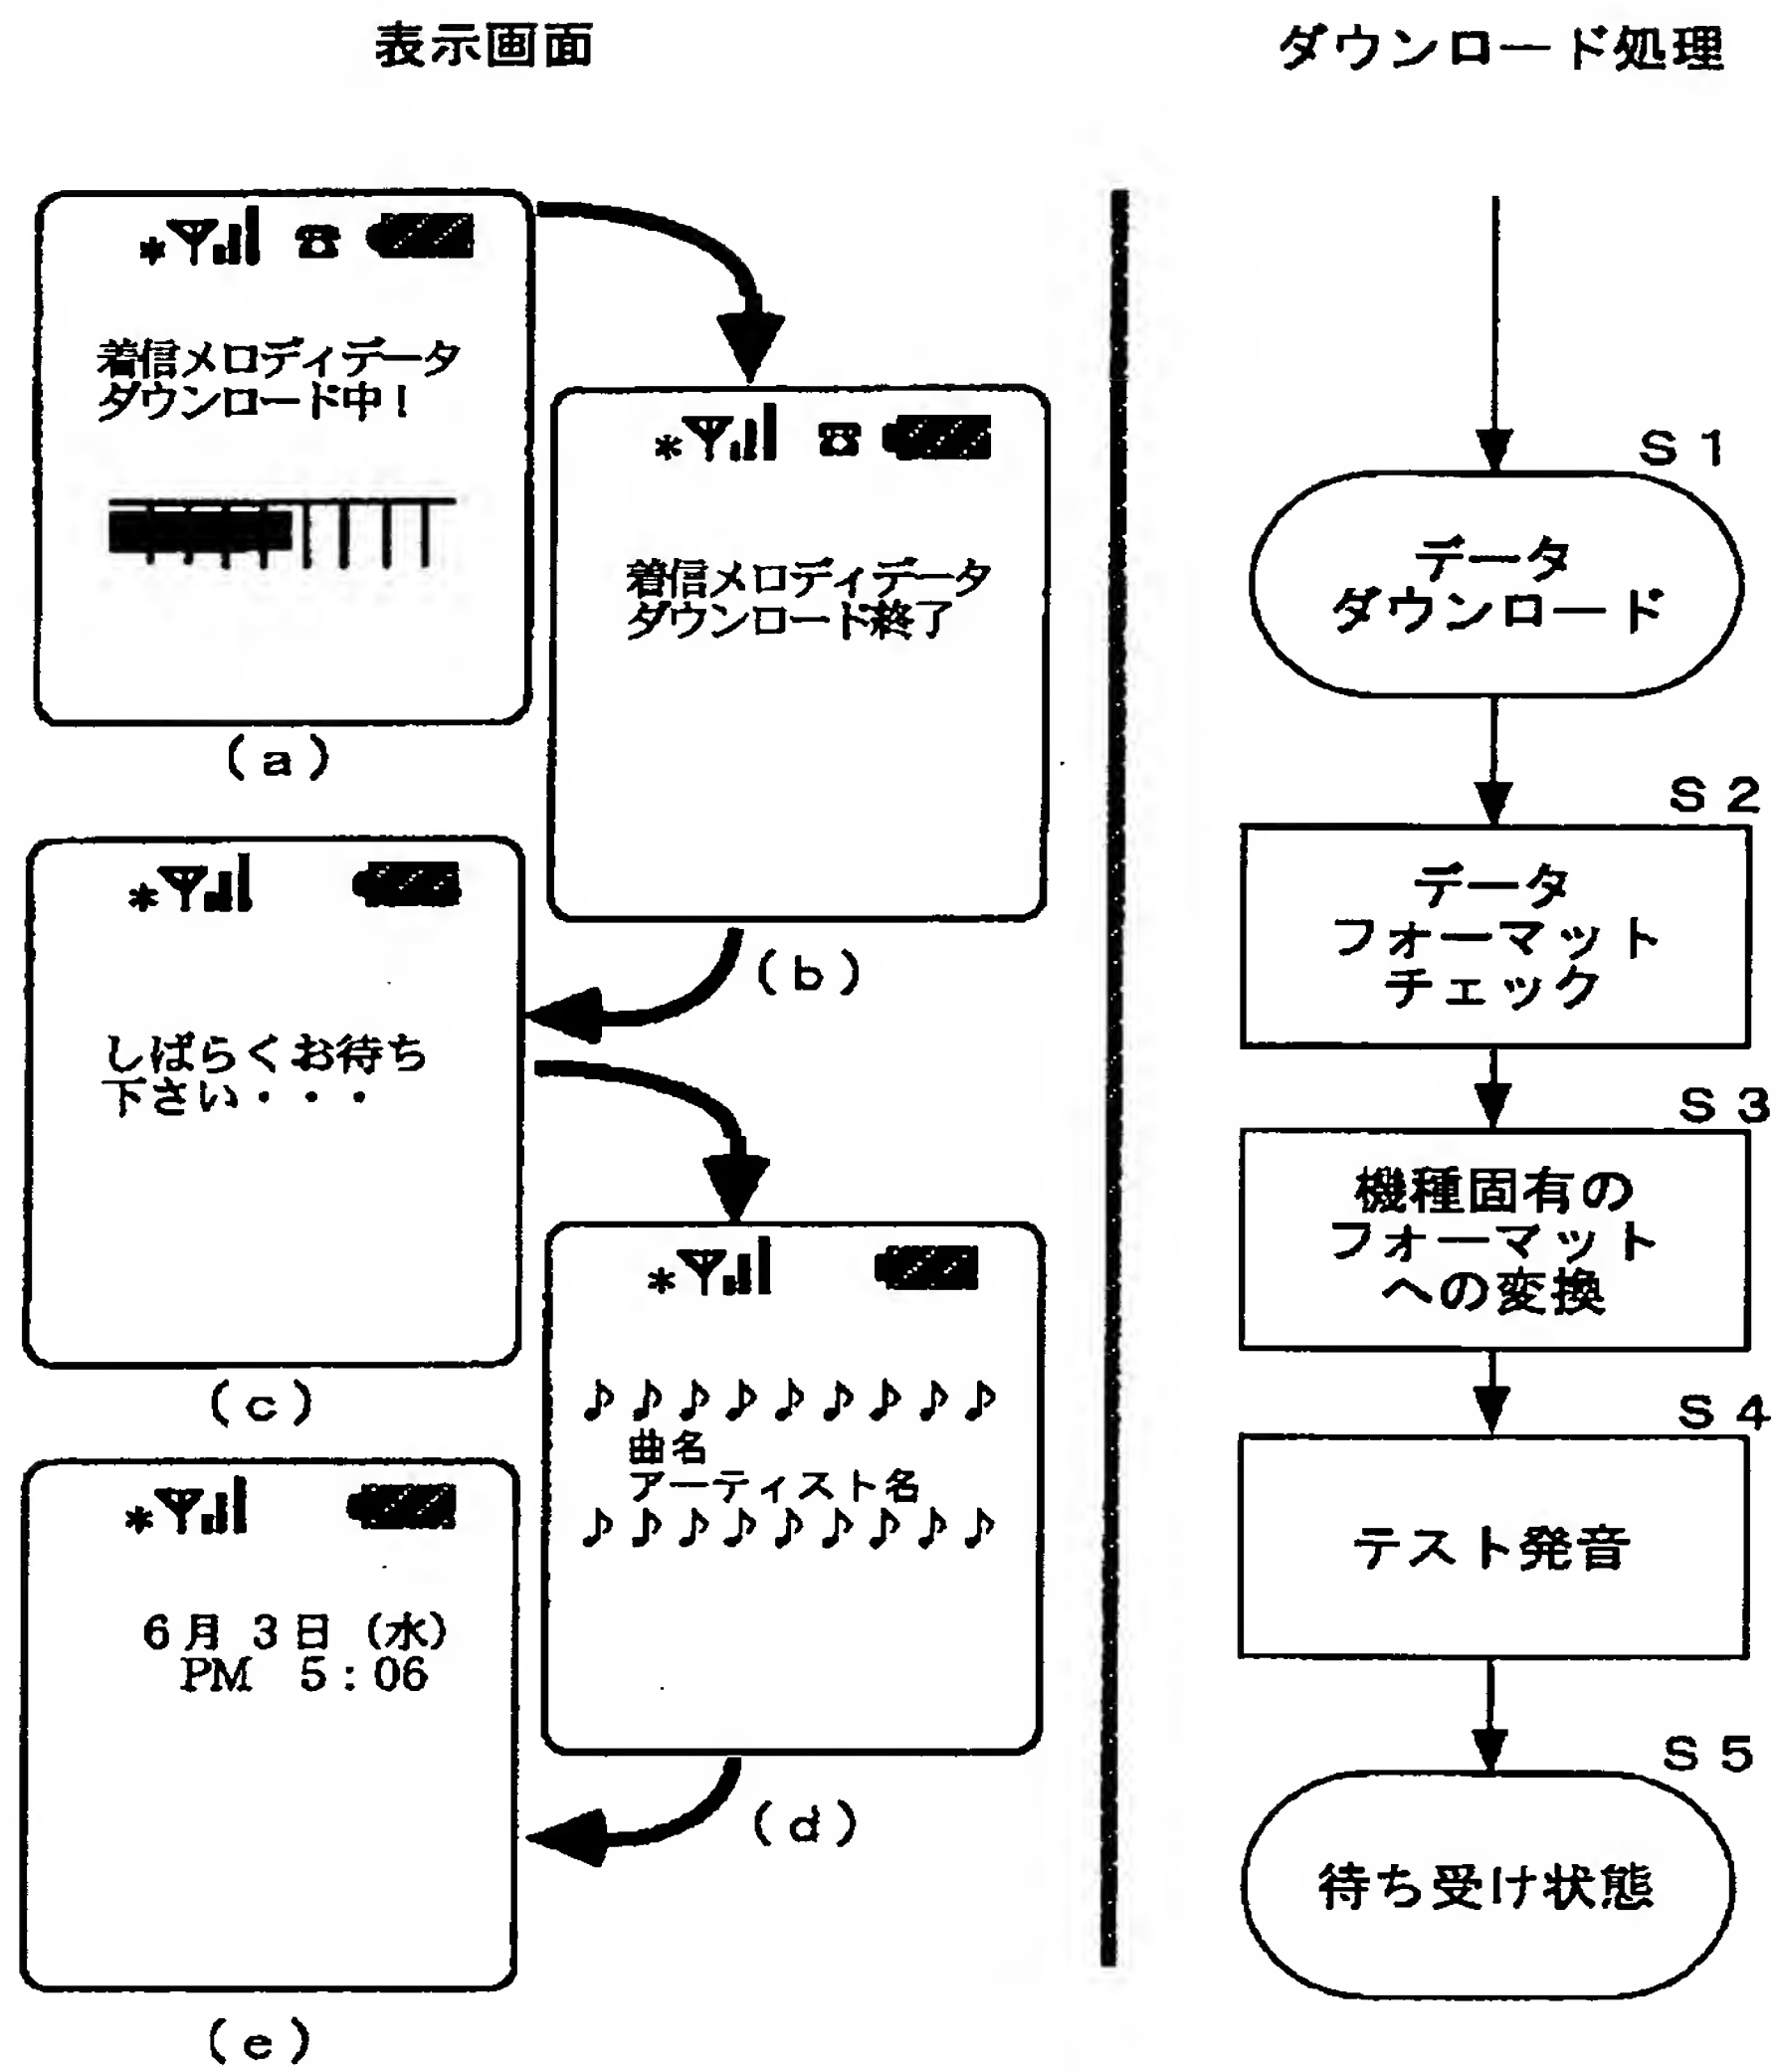 表示画面
着信メロディデータ
ダウンロード中！
(a)
着信メロディデータ
ダウンロード終了
(b)
しばらくお待ち
下さい・・・
(c)
♪♪♪♪♪♪♪♪♪
曲名
アーティスト名
♪♪♪♪♪♪♪♪♪
(d)
6月 3日 (水)
PM 5：06
(e)
ダウンロード処理
S1
データ
ダウンロード
S2
データ
フォーマット
チェック
S3
機種固有の
フォーマット
への変換
S4
テスト発音
S5
待ち受け状態